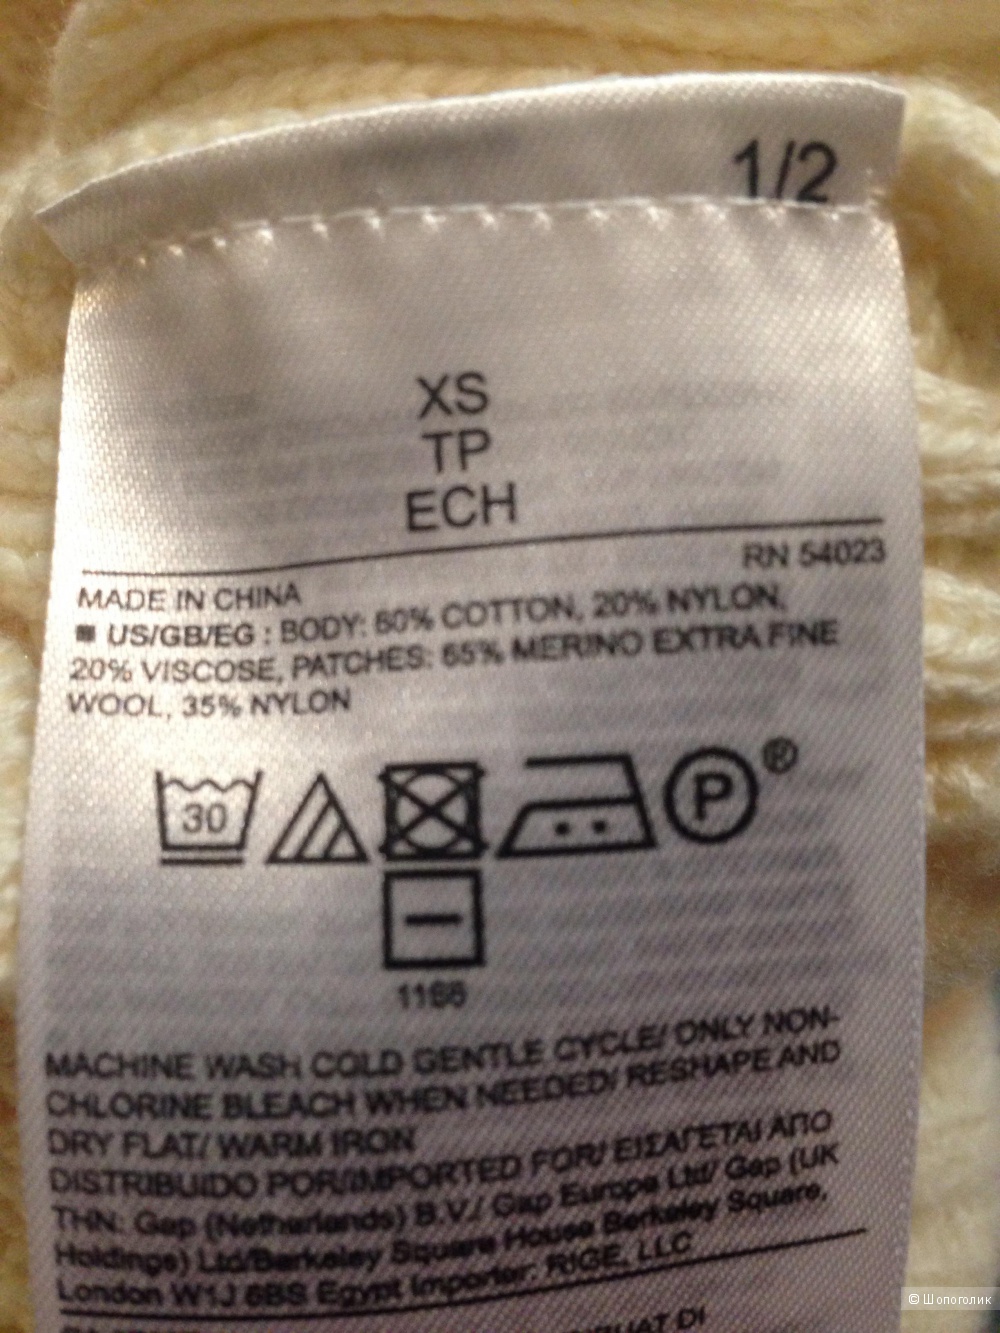 1/2
XS
TP
ECH
RN 54023
MADE IN CHINA
US/GB/EG : BODY: 60% COTTON, 20% NYLON,
20% VISCOSE, PATCHES: 65% MERINO EXTRA FINE
WOOL, 35% NYLON
30
P ®
1166
MACHINE WASH COLD GENTLE CYCLE/ ONLY NON-
CHLORINE BLEACH WHEN NEEDED/ RESHAPE AND
DRY FLAT/ WARM IRON
DISTRIBUIDO POR/IMPORTED FOR/ ΕΙΣΑΓΕΤΑΙ ΑΠΟ
ΤΗΝ: Gap (Netherlands) B.V./ Gap Europe Ltd/ Gap (UK
Holdings) Ltd/Berkeley Square House Berkeley Square,
London W1J 6BS Egypt Importer: RIGE, LLC
DI
© Шопоголик